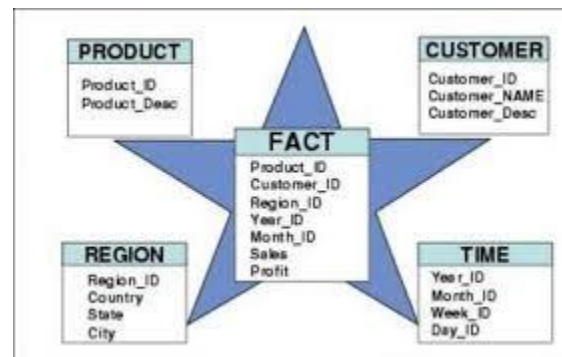 PRODUCT
Product_ID
Product_Desc
CUSTOMER
Customer_ID
Customer_NAME
Customer_Desc
FACT
Product_ID
Customer_ID
Region_ID
Year_ID
Month_ID
Sales
Profit
REGION
Region_ID
Country
State
City
TIME
Year_ID
Month_ID
Week_ID
Day_ID